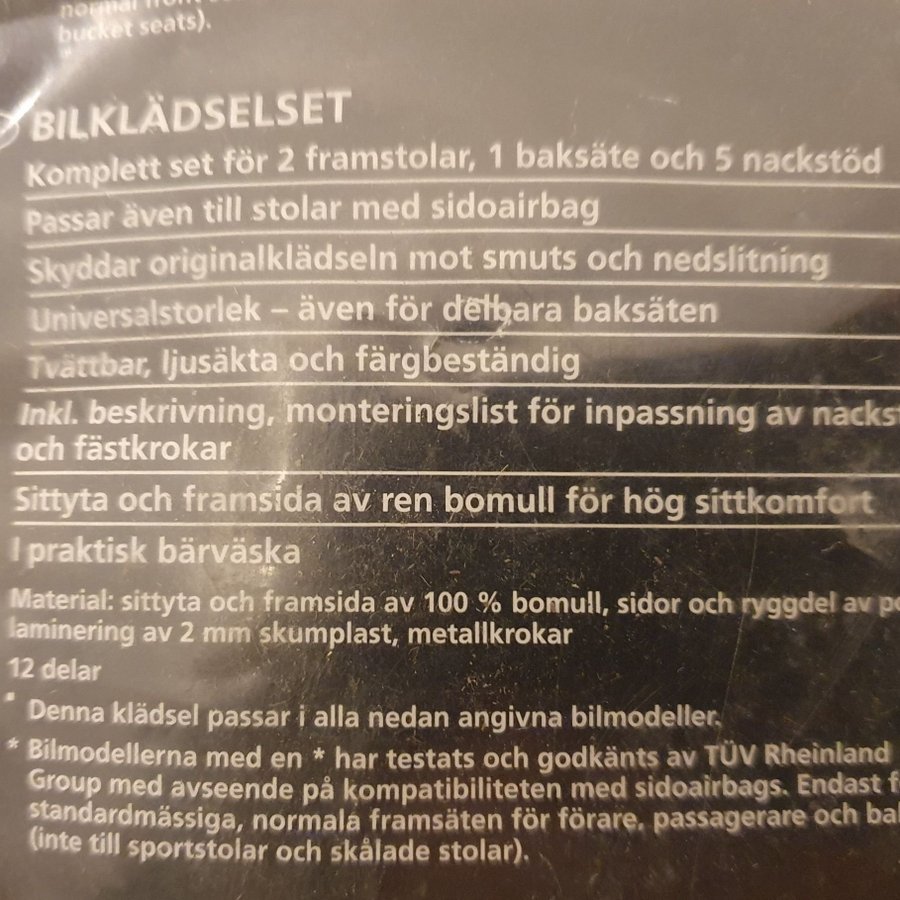 normal front
bucket seats).
BILKLÄDSELSET
Komplett set för 2 framstolar, 1 baksäte och 5 nackstöd
Passar även till stolar med sidoairbag
Skyddar originalklädseln mot smuts och nedslitning
Universalstorlek – även för delbara baksäten
Tvättbar, ljusäkta och färgbeständig
Inkl. beskrivning, monteringslist för inpassning av nackst
och fästkrokar
Sittyta och framsida av ren bomull för hög sittkomfort
I praktisk bärväska
Material: sittyta och framsida av 100 % bomull, sidor och ryggdel av po
laminering av 2 mm skumplast, metallkrokar
12 delar
Denna klädsel passar i alla nedan angivna bilmodeller.
* Bilmodellerna med en * har testats och godkänts av TÜV Rheinland
Group med avseende på kompatibiliteten med sidoairbags. Endast f
standardmässiga, normala framsäten för förare, passagerare och bak
(inte till sportstolar och skålade stolar).